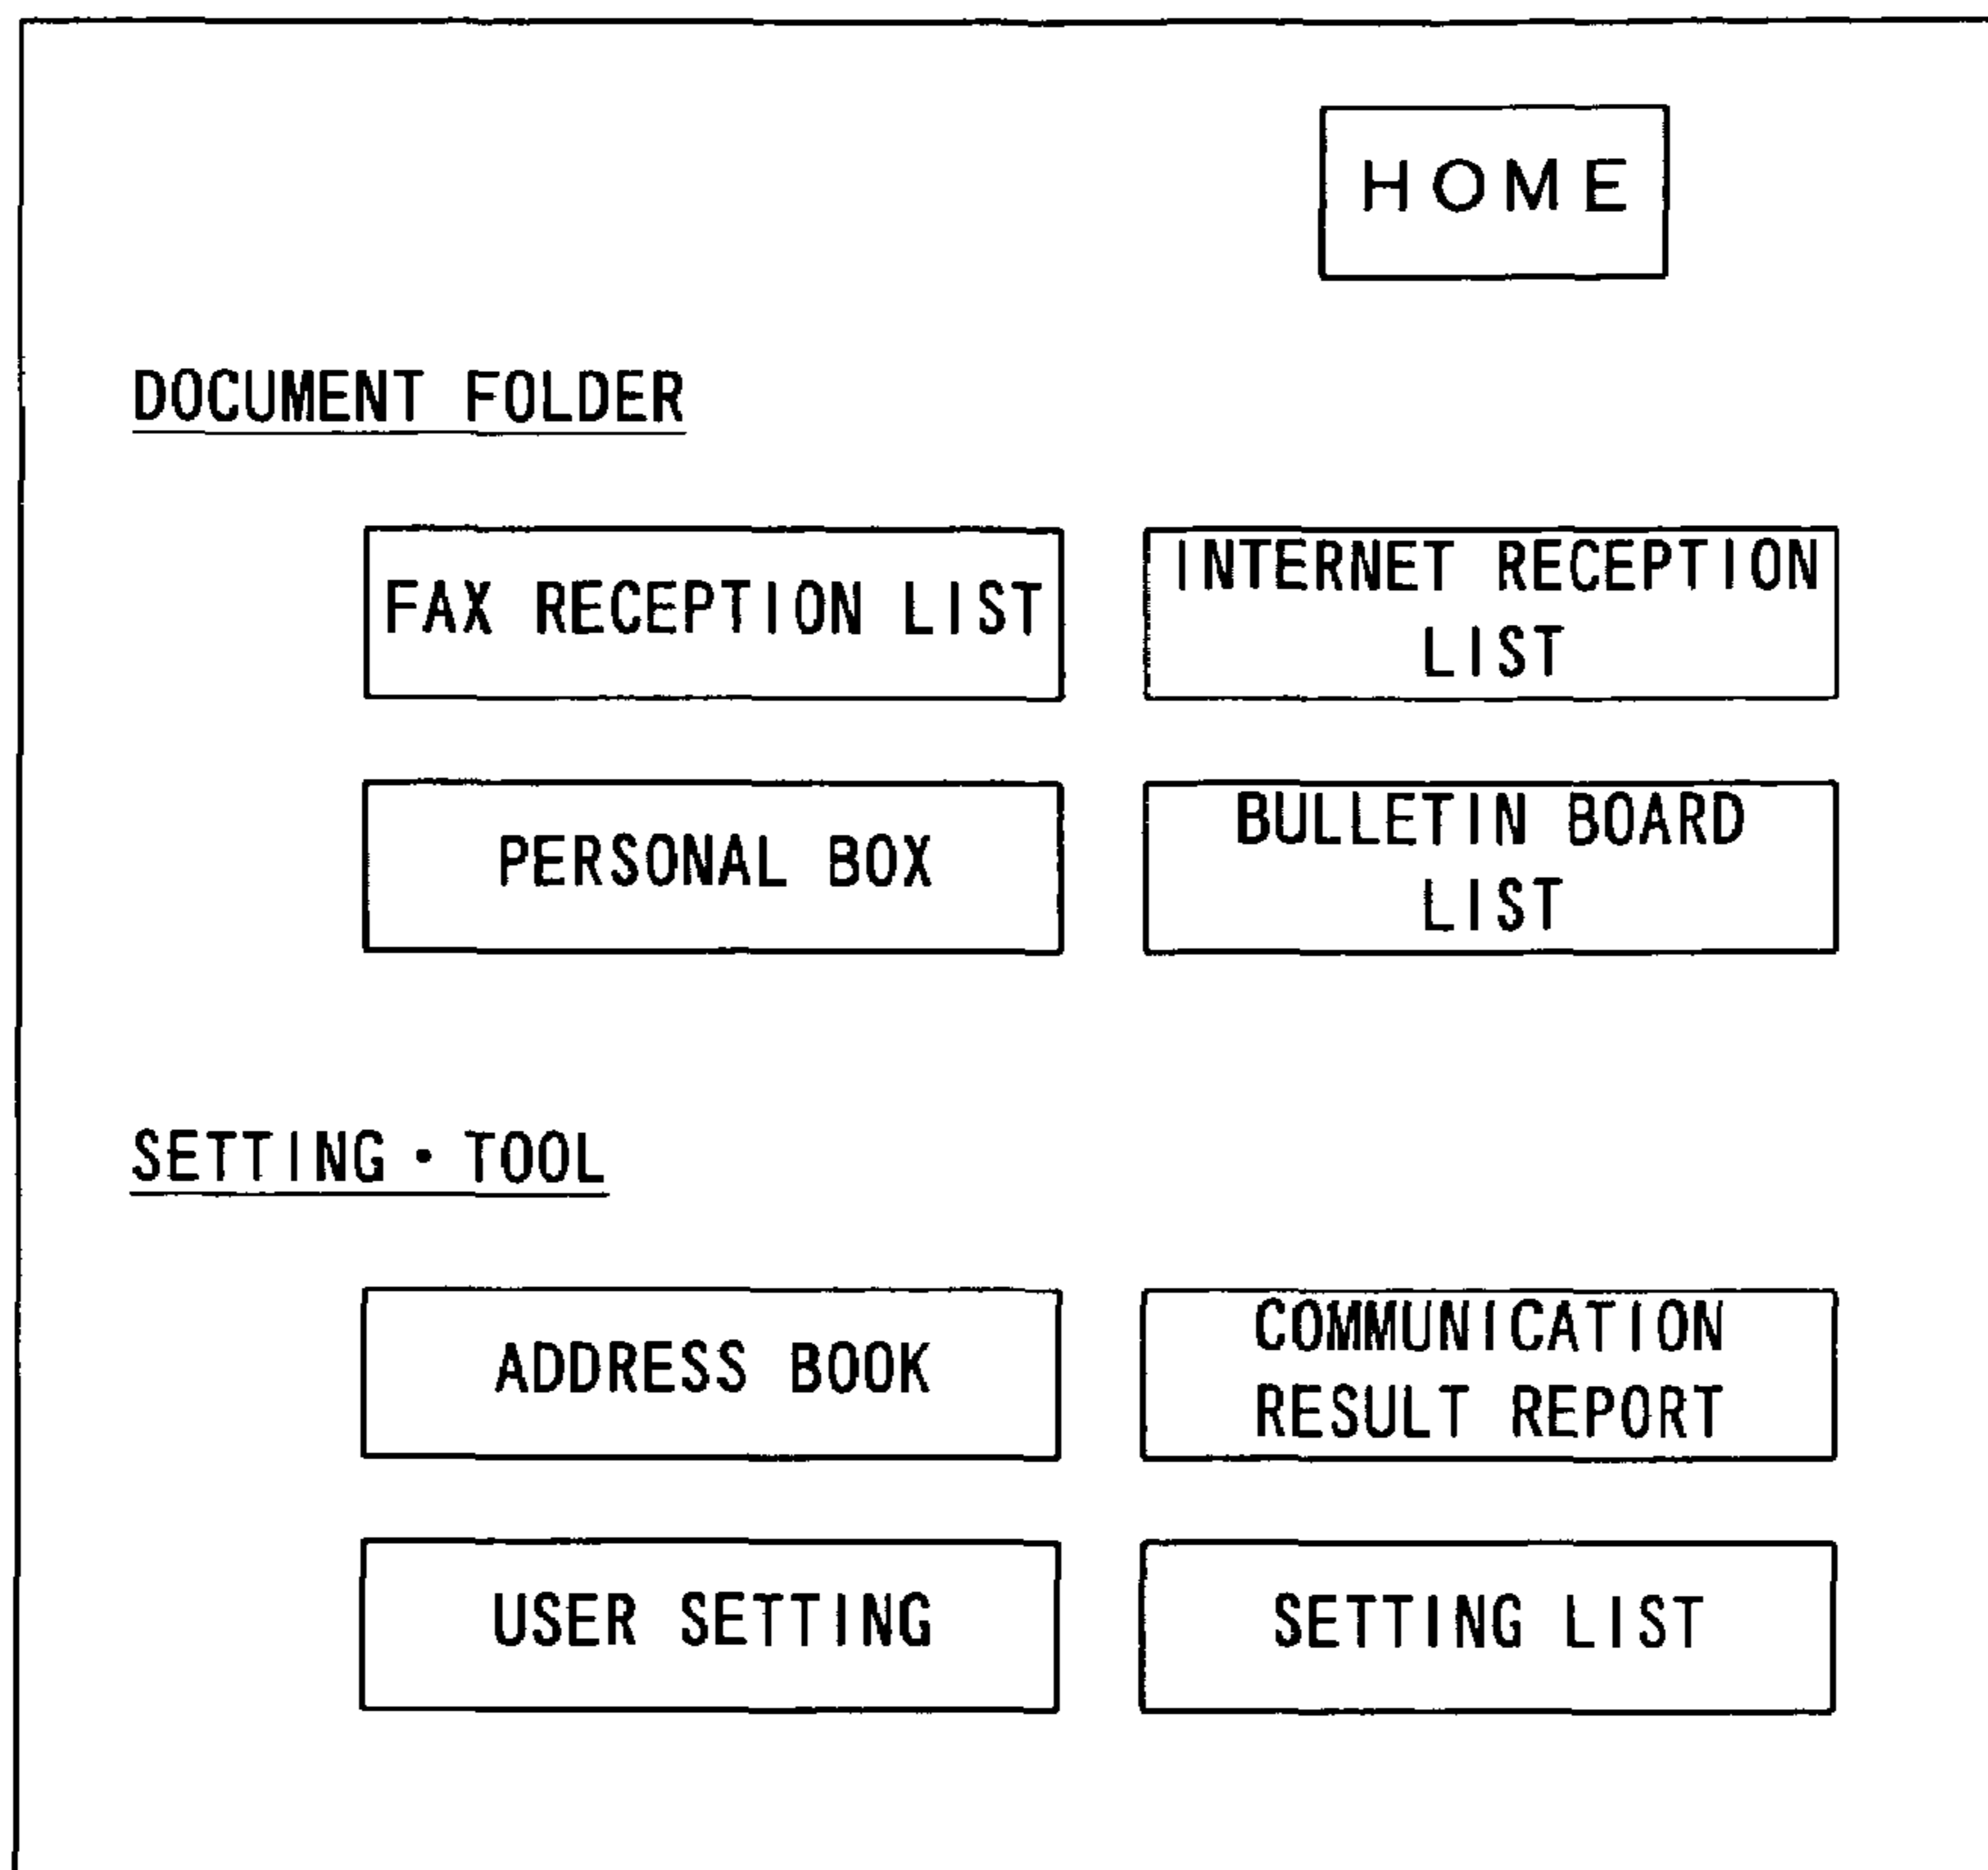 HOME
DOCUMENT FOLDER
FAX RECEPTION LIST
INTERNET RECEPTION
LIST
PERSONAL BOX
BULLETIN BOARD
LIST
SETTING・TOOL
ADDRESS BOOK
COMMUNICATION
RESULT REPORT
USER SETTING
SETTING LIST